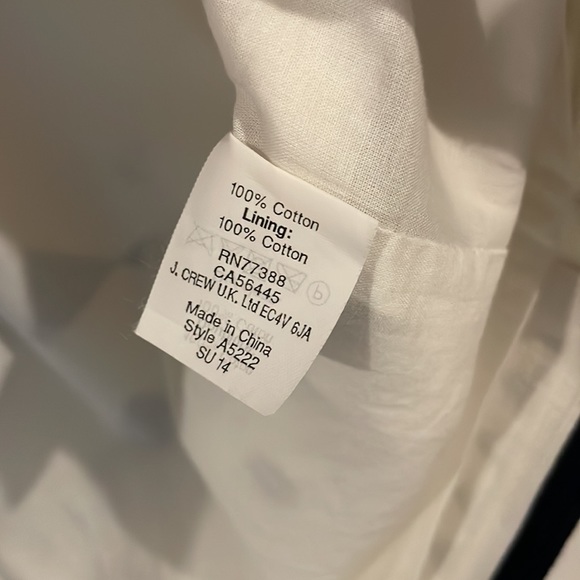 100% Cotton
Lining:
100% Cotton
RN77388
CA56445
J. CREW U.K. Ltd EC4V 6JA
Made in China
Style A5222
SU 14